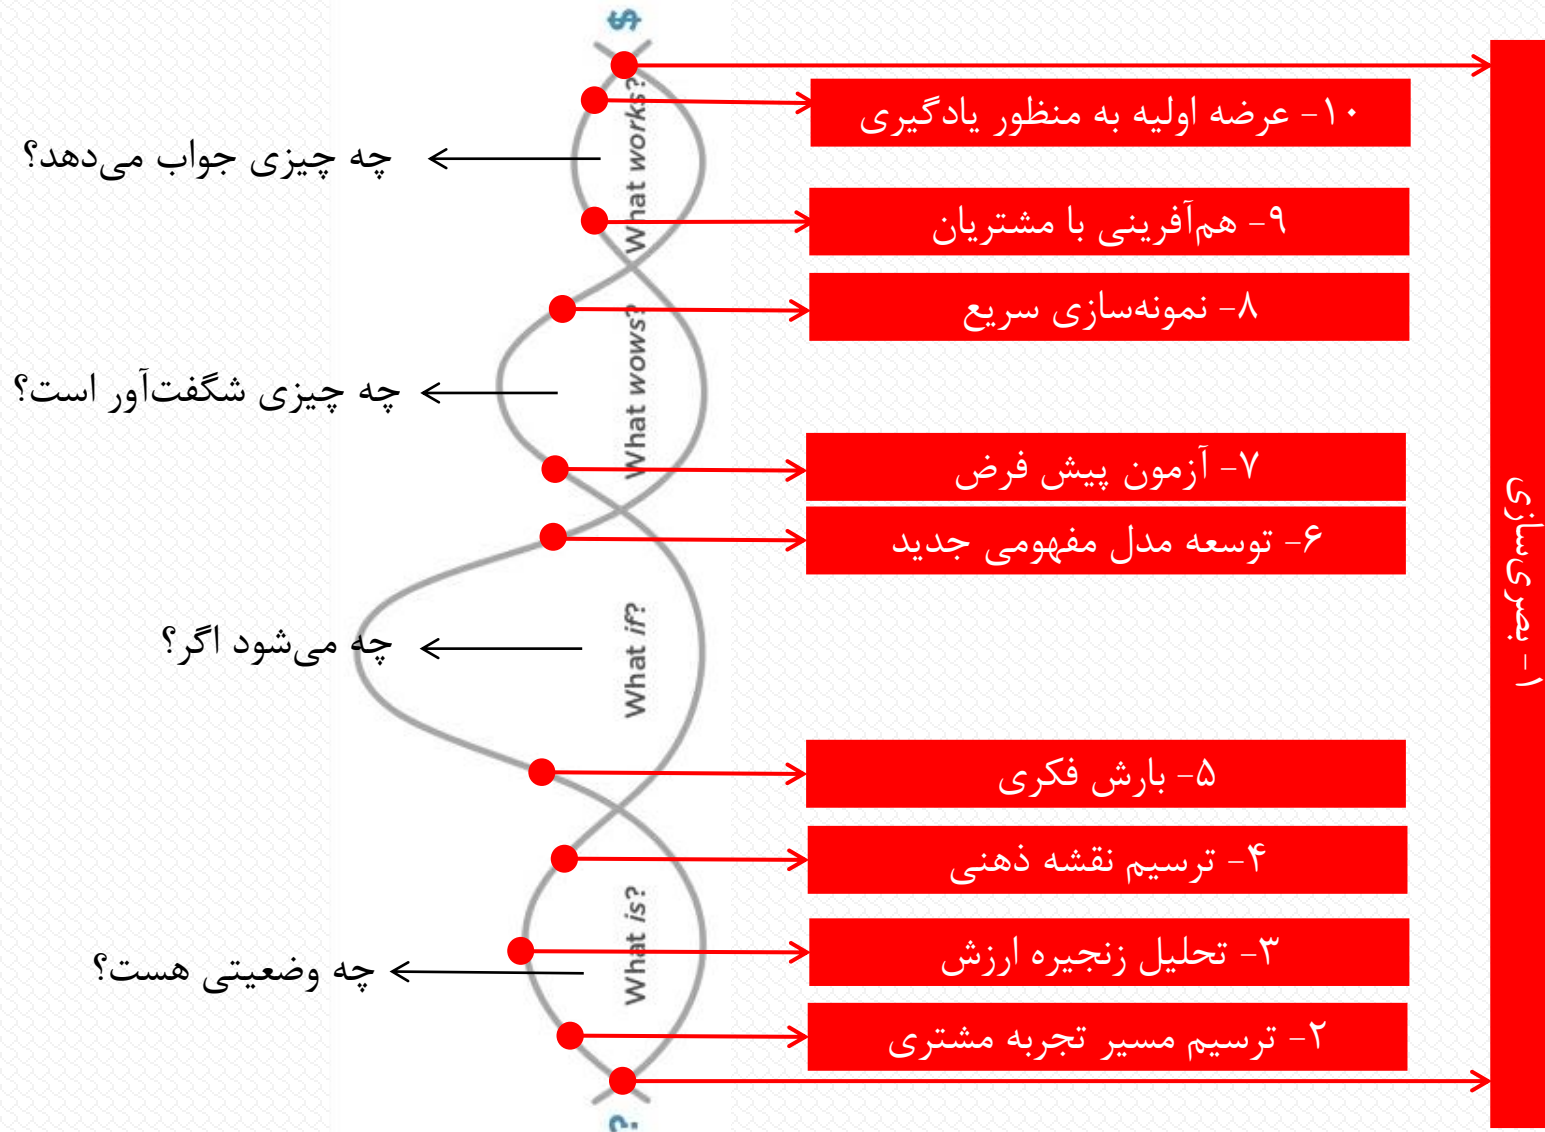 $
What works?
۱۰- عرضه اولیه به منظور یادگیری
چه چیزی جواب می‌دهد؟
۹- هم‌آفرینی با مشتریان
۸- نمونه‌سازی سریع
What wows?
چه چیزی شگفت‌آور است؟
۷- آزمون پیش فرض
۶- توسعه مدل مفهومی جدید
What if?
چه می‌شود اگر؟
۵- بارش فکری
۴- ترسیم نقشه ذهنی
What is?
۳- تحلیل زنجیره ارزش
چه وضعیتی هست؟
۲- ترسیم مسیر تجربه مشتری
?
۱- بصری‌سازی